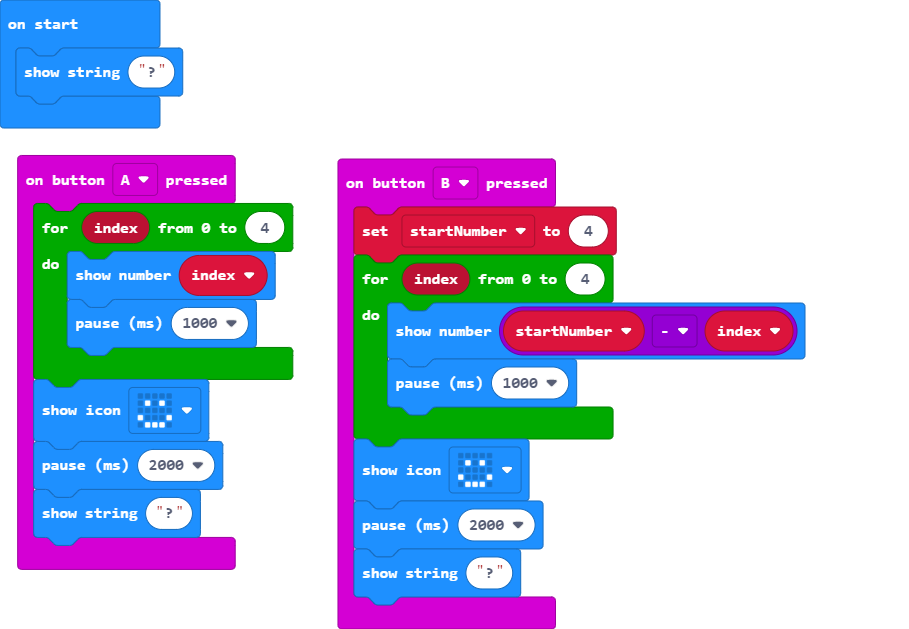 on start
show string "?"
on button A pressed
for index from 0 to 4
do
show number index
pause (ms) 1000
show icon
pause (ms) 2000
show string "?"
on button B pressed
set startNumber to 4
for index from 0 to 4
do
show number startNumber - index
pause (ms) 1000
show icon
pause (ms) 2000
show string "?"